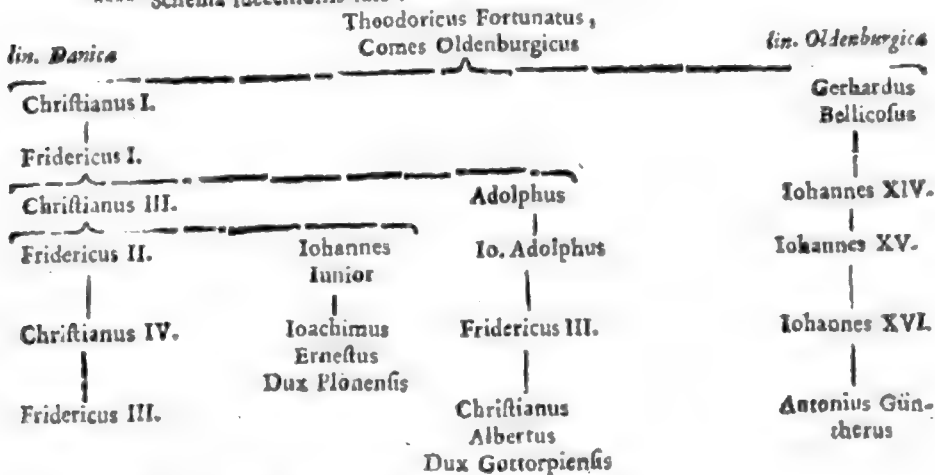 Theodoricus Fortunatus,
Comes Oldenburgicus
lin. Danica
lin. Oldenburgica
Chriſtianus I.
Gerhardus
Bellicoſus
Fridericus I.
Chriſtianus III.
Adolphus
Iohannes XIV.
Fridericus II.
Iohannes
Iunior
Io. Adolphus
Iohannes XV.
Chriſtianus IV.
Ioachimus
Erneſtus
Dux Plönenſis
Fridericus III.
Iohannes XVI.
Fridericus III.
Chriſtianus
Albertus
Dux Gottorpienſis
Antonius Gün-
therus